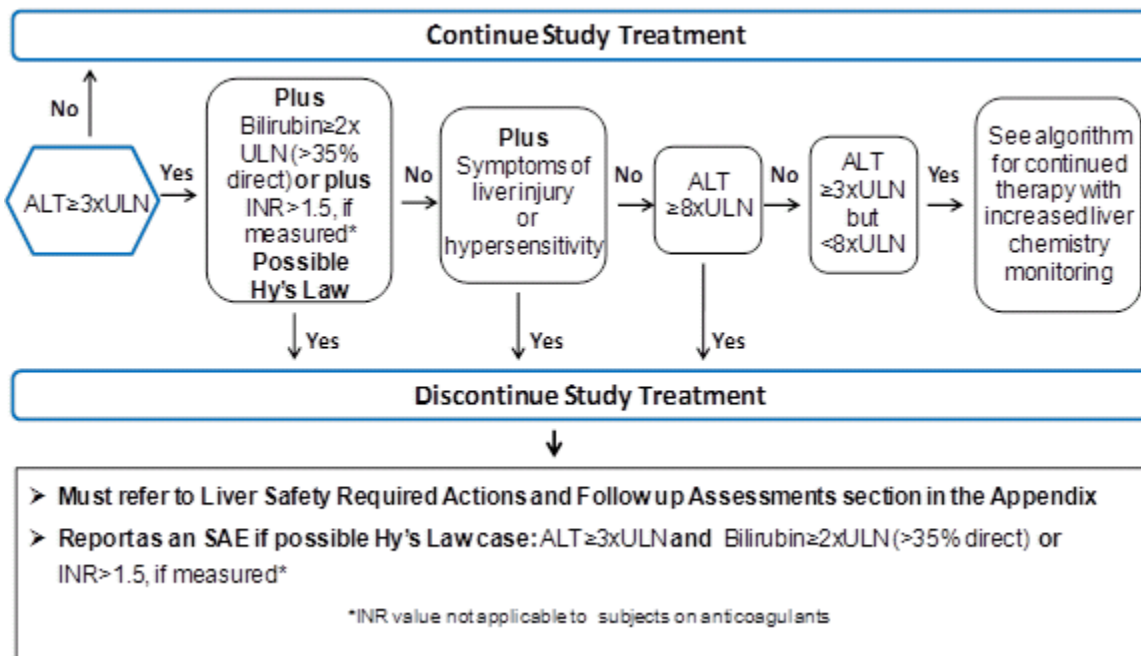 Continue Study Treatment
No
ALT≥3xULN
Yes
Plus
Bilirubin≥2x
ULN (>35%
direct) or plus
INR>1.5, if
measured*
Possible
Hy's Law
No
Plus
Symptoms of
liver injury
or
hypersensitivity
No
ALT
≥8xULN
No
ALT
≥3xULN
but
<8xULN
Yes
See algorithm
for continued
therapy with
increased liver
chemistry
monitoring
Yes
Yes
Yes
Discontinue Study Treatment
➢ Must refer to Liver Safety Required Actions and Follow up Assessments section in the Appendix
➢ Report as an SAE if possible Hy's Law case: ALT≥3xULN and Bilirubin≥2xULN (>35% direct) or
INR>1.5, if measured*
*INR value not applicable to subjects on anticoagulants